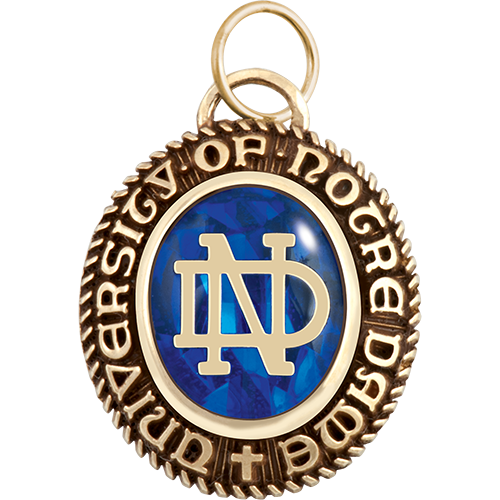 UNIVERSITY · OF · NOTRE DAME ✝
ND